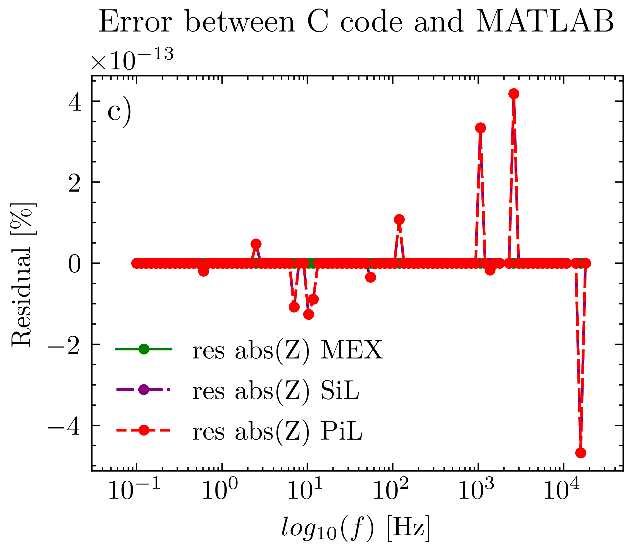 Error between C code and MATLAB
×10⁻¹³
c)
4
2
0
−2
−4
Residual [%]
res abs(Z) MEX
res abs(Z) SiL
res abs(Z) PiL
10⁻¹ 10⁰ 10¹ 10² 10³ 10⁴
log₁₀(f) [Hz]